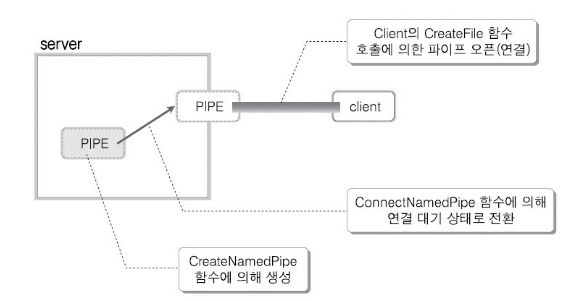 Client의 CreateFile 함수
호출에 의한 파이프 오픈(연결)
server
PIPE
client
PIPE
ConnectNamedPipe 함수에 의해
연결 대기 상태로 전환
CreateNamedPipe
함수에 의해 생성